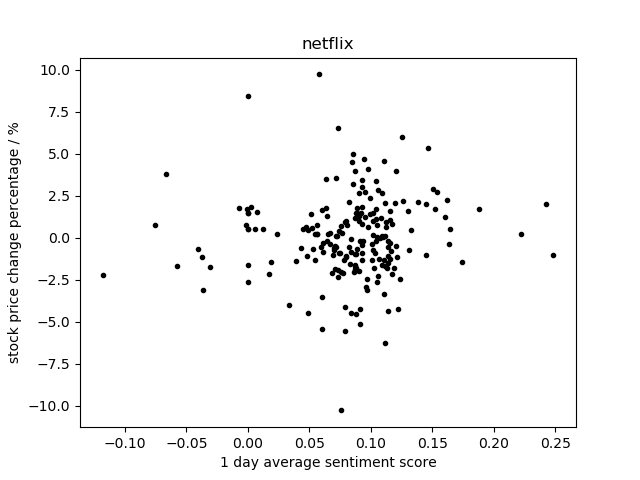 netflix
10.0
7.5
5.0
2.5
0.0
−2.5
−5.0
−7.5
−10.0
stock price change percentage / %
−0.10 −0.05 0.00 0.05 0.10 0.15 0.20 0.25
1 day average sentiment score